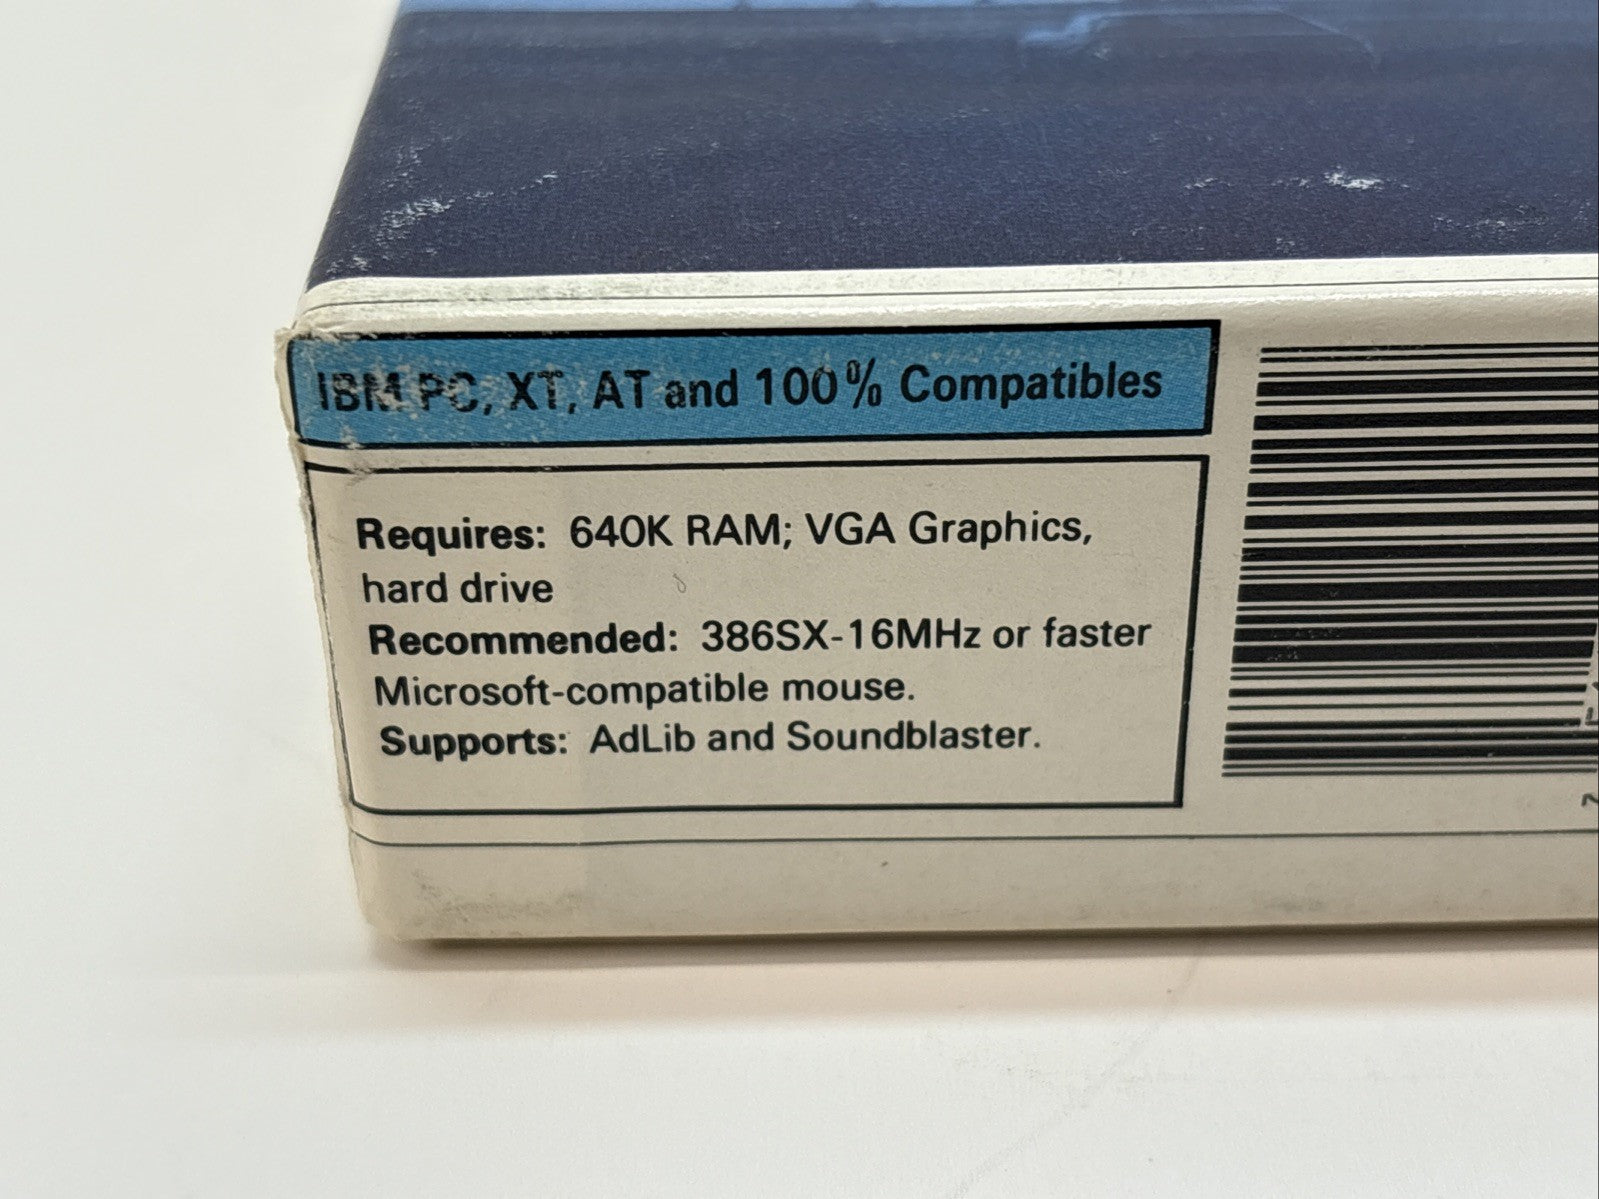 IBM PC, XT, AT and 100% Compatibles
Requires: 640K RAM; VGA Graphics,
hard drive
Recommended: 386SX-16MHz or faster
Microsoft-compatible mouse.
Supports: AdLib and Soundblaster.